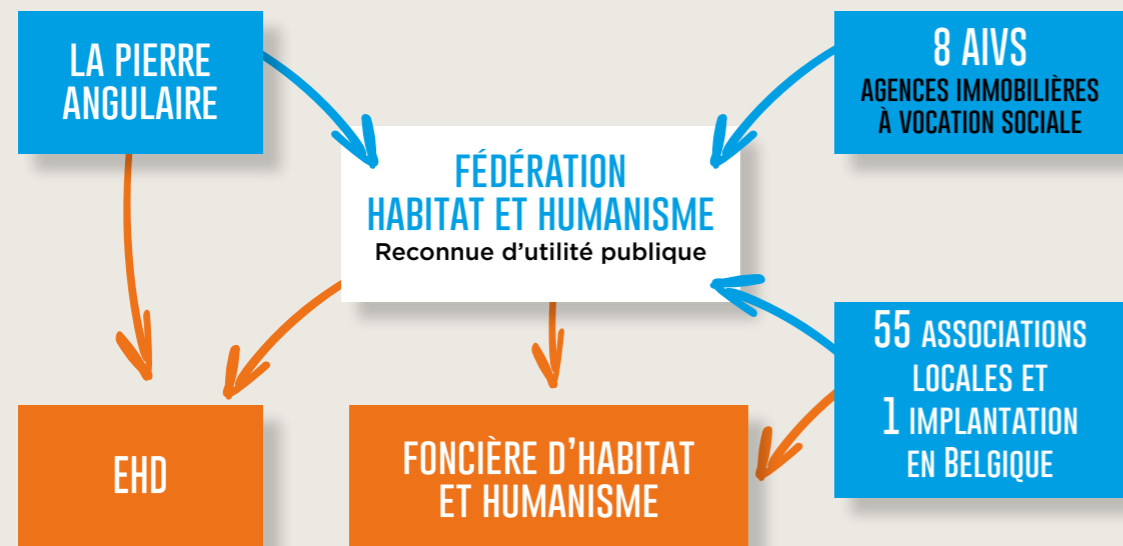 LA PIERRE
ANGULAIRE
8 AIVS
AGENCES IMMOBILIÈRES
À VOCATION SOCIALE
FÉDÉRATION
HABITAT ET HUMANISME
Reconnue d'utilité publique
55 ASSOCIATIONS
LOCALES ET
1 IMPLANTATION
EN BELGIQUE
EHD
FONCIÈRE D'HABITAT
ET HUMANISME